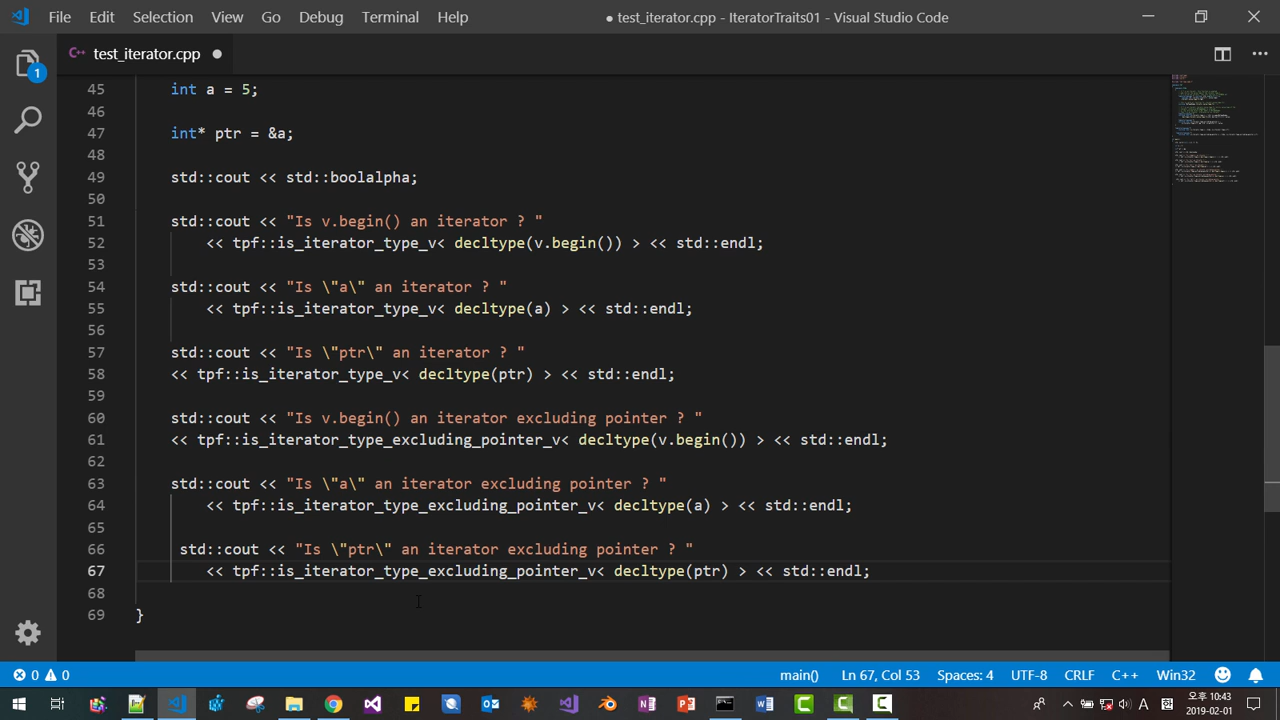 File Edit Selection View Go Debug Terminal Help ● test_iterator.cpp - IteratorTraits01 - Visual Studio Code
C++ test_iterator.cpp ●
1
45 int a = 5;
46
47 int* ptr = &a;
48
49 std::cout << std::boolalpha;
50
51 std::cout << "Is v.begin() an iterator ? "
52 << tpf::is_iterator_type_v< decltype(v.begin()) > << std::endl;
53
54 std::cout << "Is \"a\" an iterator ? "
55 << tpf::is_iterator_type_v< decltype(a) > << std::endl;
56
57 std::cout << "Is \"ptr\" an iterator ? "
58 << tpf::is_iterator_type_v< decltype(ptr) > << std::endl;
59
60 std::cout << "Is v.begin() an iterator excluding pointer ? "
61 << tpf::is_iterator_type_excluding_pointer_v< decltype(v.begin()) > << std::endl;
62
63 std::cout << "Is \"a\" an iterator excluding pointer ? "
64 << tpf::is_iterator_type_excluding_pointer_v< decltype(a) > << std::endl;
65
66 std::cout << "Is \"ptr\" an iterator excluding pointer ? "
67 << tpf::is_iterator_type_excluding_pointer_v< decltype(ptr) > << std::endl;
68
69 }
0 0 main() Ln 67, Col 53 Spaces: 4 UTF-8 CRLF C++ Win32
A 오후 10:43
2019-02-01